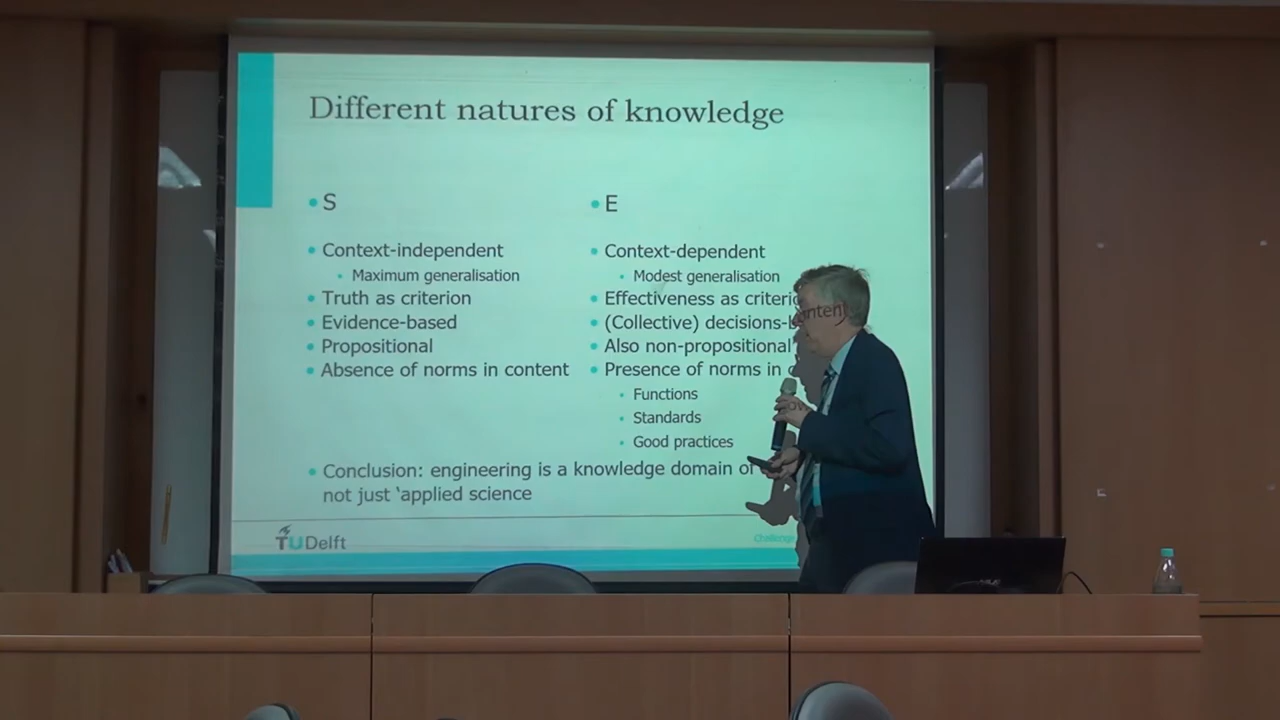 Different natures of knowledge
• S
• Context-independent
• Maximum generalisation
• Truth as criterion
• Evidence-based
• Propositional
• Absence of norms in content
• E
• Context-dependent
• Modest generalisation
• Effectiveness as
• (Collective)
• Also non-propositional
• Presence of norms in
• Functions
• Standards
• Good practices
• Conclusion: engineering is a knowledge domain of
not just ‘applied science
TUDelft
Challenge